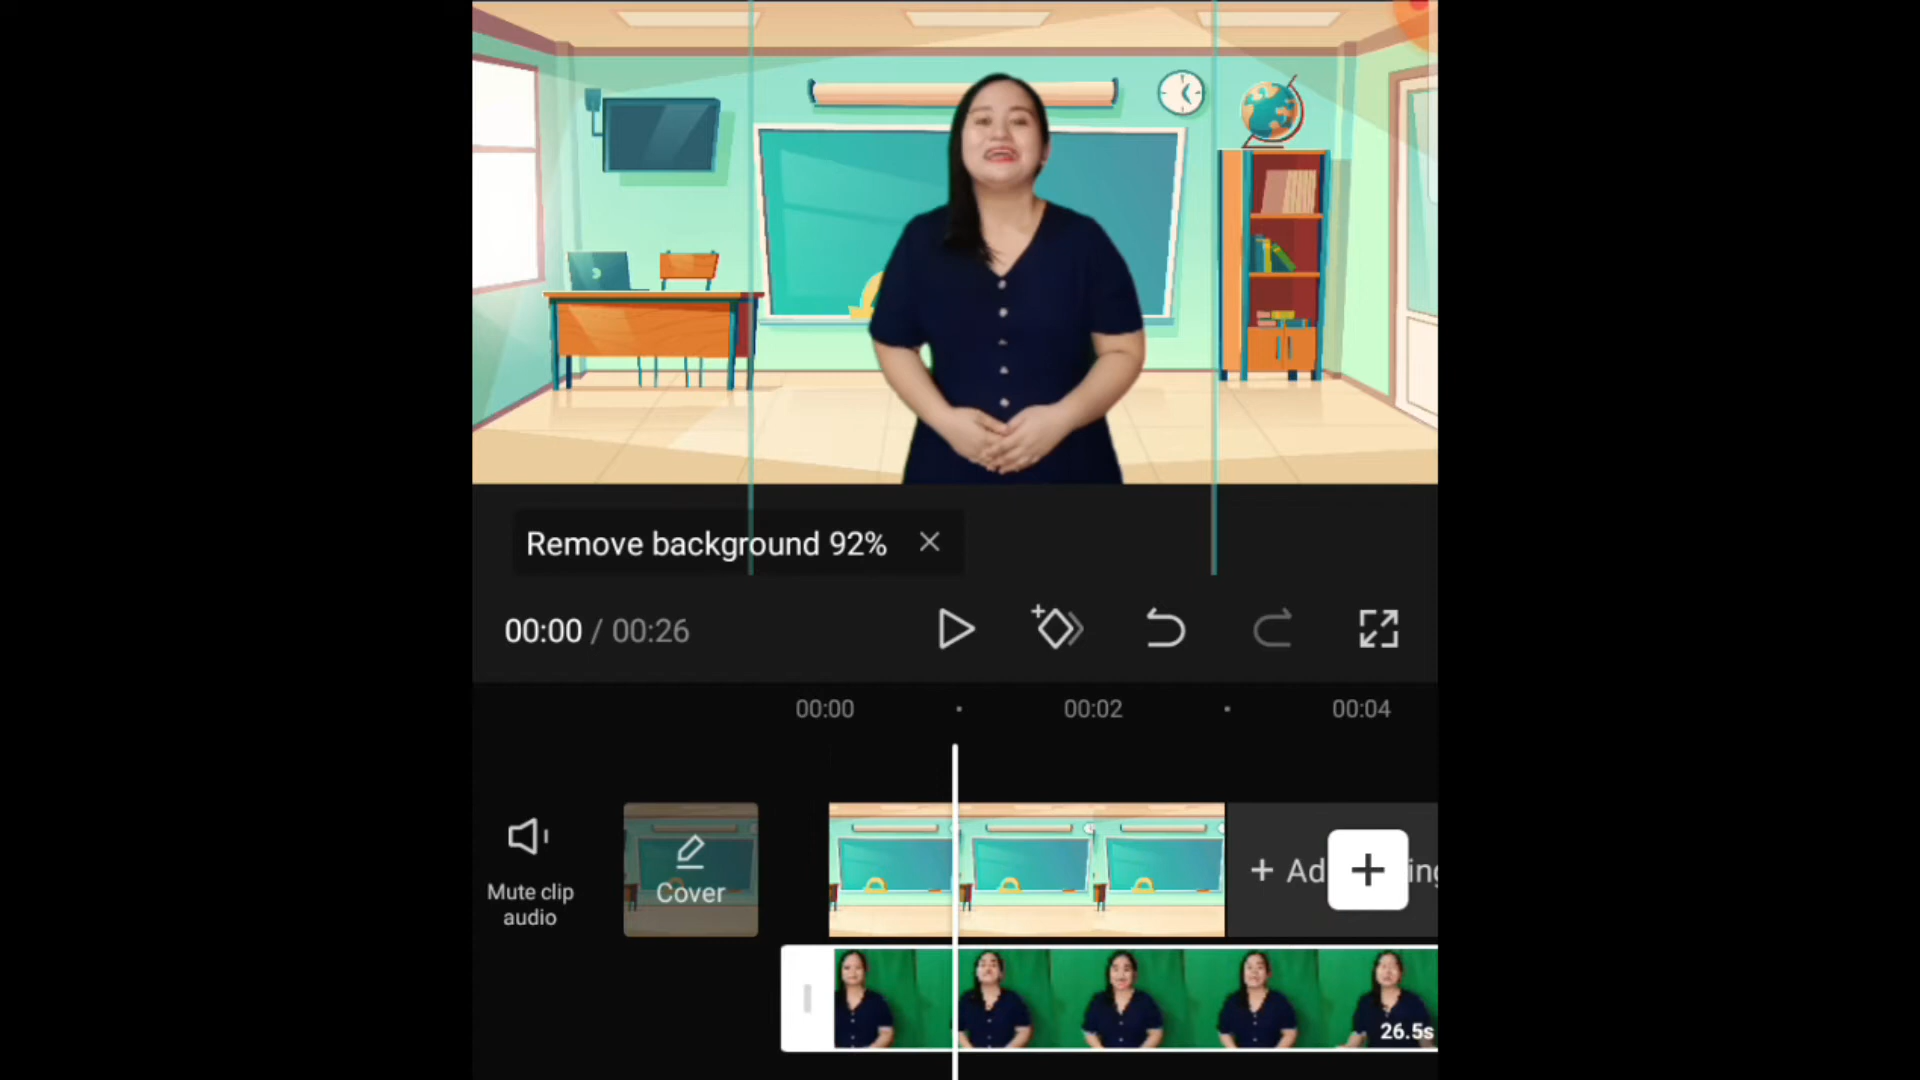 Remove background 92%
00:00 / 00:26
00:00
00:02
00:04
Mute clip
audio
Cover
+ Ad
ing
26.5s